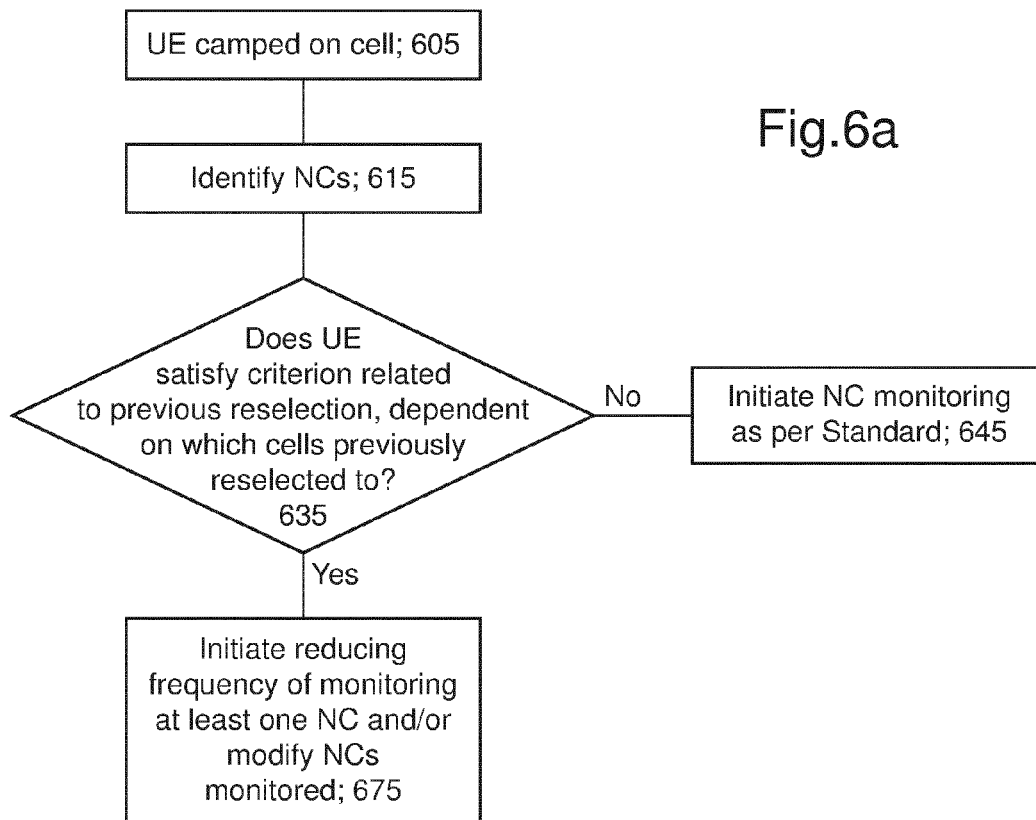 UE camped on cell; 605
Fig.6a
Identify NCs; 615
Does UE
satisfy criterion related
to previous reselection, dependent
on which cells previously
reselected to?
635
No
Initiate NC monitoring
as per Standard; 645
Yes
Initiate reducing
frequency of monitoring
at least one NC and/or
modify NCs
monitored; 675